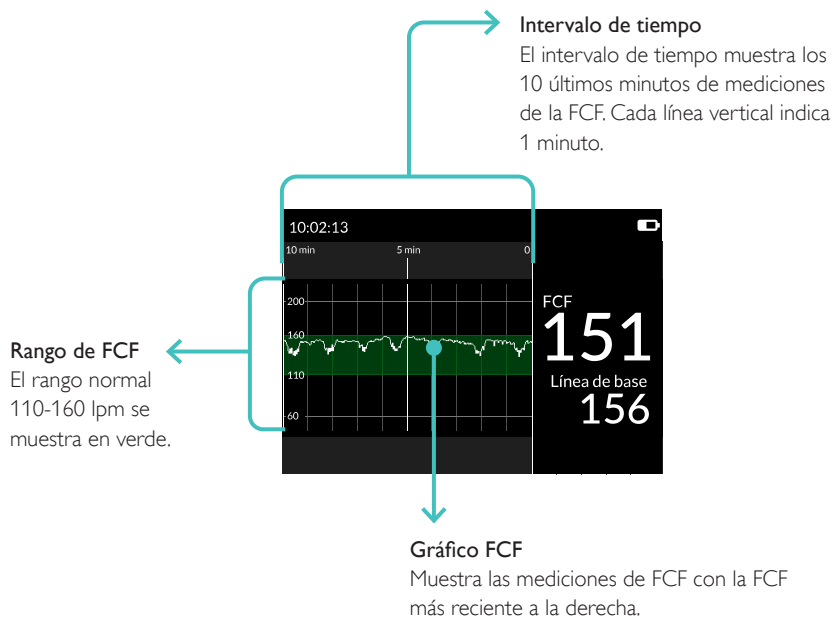 Intervalo de tiempo
El intervalo de tiempo muestra los
10 últimos minutos de mediciones
de la FCF. Cada línea vertical indica
1 minuto.
10:02:13
10 min 5 min 0
200
160
110
60
FCF
151
Línea de base
156
Rango de FCF
El rango normal
110-160 lpm se
muestra en verde.
Gráfico FCF
Muestra las mediciones de FCF con la FCF
más reciente a la derecha.